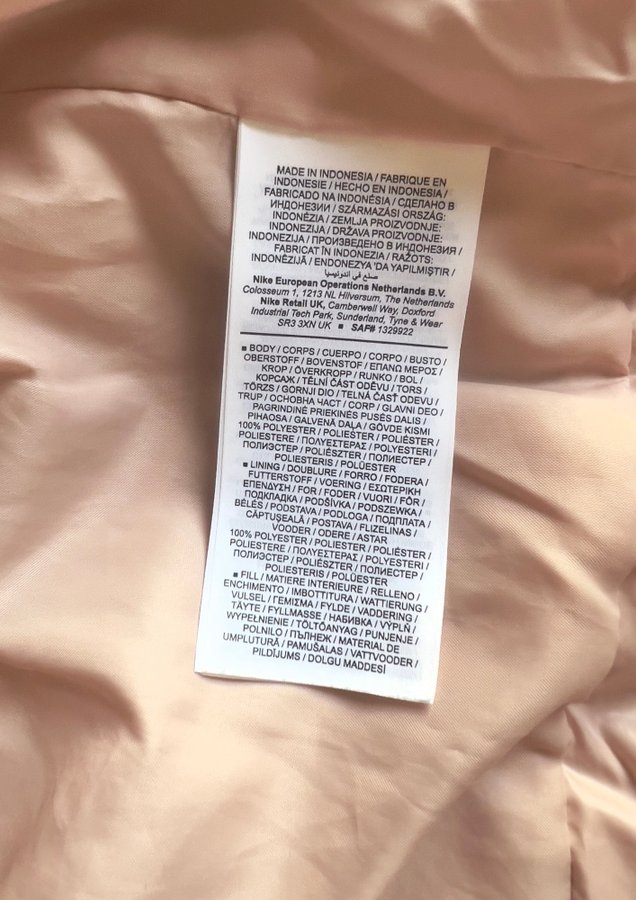 MADE IN INDONESIA / FABRIQUE EN
INDONESIE / HECHO EN INDONESIA /
FABRICADO NA INDONÉSIA / СДЕЛАНО В
ИНДОНЕЗИИ / SZÁRMAZÁSI ORSZÁG:
INDONÉZIA / ZEMLJA PROIZVODNJE:
INDONEZIJA / DRŽAVA PROIZVODNJE:
INDONEZIJA / ПРОИЗВЕДЕНО В ИНДОНЕЗИЯ /
FABRICAT ÎN INDONEZIA / RAŽOTS:
INDONĒZIJĀ / ENDONEZYA 'DA YAPILMIŞTIR /
صنع في اندونيسيا
Nike European Operations Netherlands B.V.
Colosseum 1, 1213 NL Hilversum, The Netherlands
Nike Retail UK, Camberwell Way, Doxford
Industrial Tech Park, Sunderland, Tyne & Wear
SR3 3XN UK ■ SAF# 1329922
■ BODY / CORPS / CUERPO / CORPO / BUSTO /
OBERSTOFF / BOVENSTOF / ΕΠΑΝΩ ΜΕΡΟΣ /
KROP / ÖVERKROPP / RUNKO / BOL /
КОРСАЖ / TĚLNÍ ČÁST ODĚVU / TORS /
TÖRZS / GORNJI DIO / TELNÁ ČASŤ ODEVU /
TRUP / ОСНОВНА ЧАСТ / CORP / GLAVNI DEO /
PAGRINDINĖ PRIEKINĖS PUSĖS DALIS /
PIHAOSA / GALVENĀ DAĻA / GÖVDE KISMI
100% POLYESTER / POLIESTER / POLIÉSTER /
POLIESTERE / ΠΟΛΥΕΣΤΕΡΑΣ / POLYESTERI /
ПОЛИЭСТЕР / POLIÉSZTER / ПОЛИЕСТЕР /
POLIESTERIS / POLÜESTER
■ LINING / DOUBLURE / FORRO / FODERA /
FUTTERSTOFF / VOERING / ΕΣΩΤΕΡΙΚΗ
ΕΠΕΝΔΥΣΗ / FOR / FODER / VUORI / FÔR /
ПОДКЛАДКА / PODŠÍVKA / PODSZEWKA /
BÉLÉS / PODSTAVA / PODLOGA / ПОДПЛАТА /
CĂPTUȘEALĂ / POSTAVA / FLIZELINAS /
VOODER / ODERE / ASTAR
100% POLYESTER / POLIESTER / POLIÉSTER /
POLIESTERE / ΠΟΛΥΕΣΤΕΡΑΣ / POLYESTERI /
ПОЛИЭСТЕР / POLIÉSZTER / ПОЛИЕСТЕР /
POLIESTERIS / POLÜESTER
■ FILL / MATIERE INTERIEURE / RELLENO /
ENCHIMENTO / IMBOTTITURA / WATTIERUNG /
VULSEL / ΓΕΜΙΣΜΑ / FYLDE / VADDERING /
TÄYTE / FYLLMASSE / НАБИВКА / VÝPLŇ /
WYPEŁNIENIE / TÖLTŐANYAG / PUNJENJE /
POLNILO / ПЪЛНЕЖ / MATERIAL DE
UMPLUTURĂ / PAMUŠALAS / VATTVOODER /
PILDĪJUMS / DOLGU MADDESİ